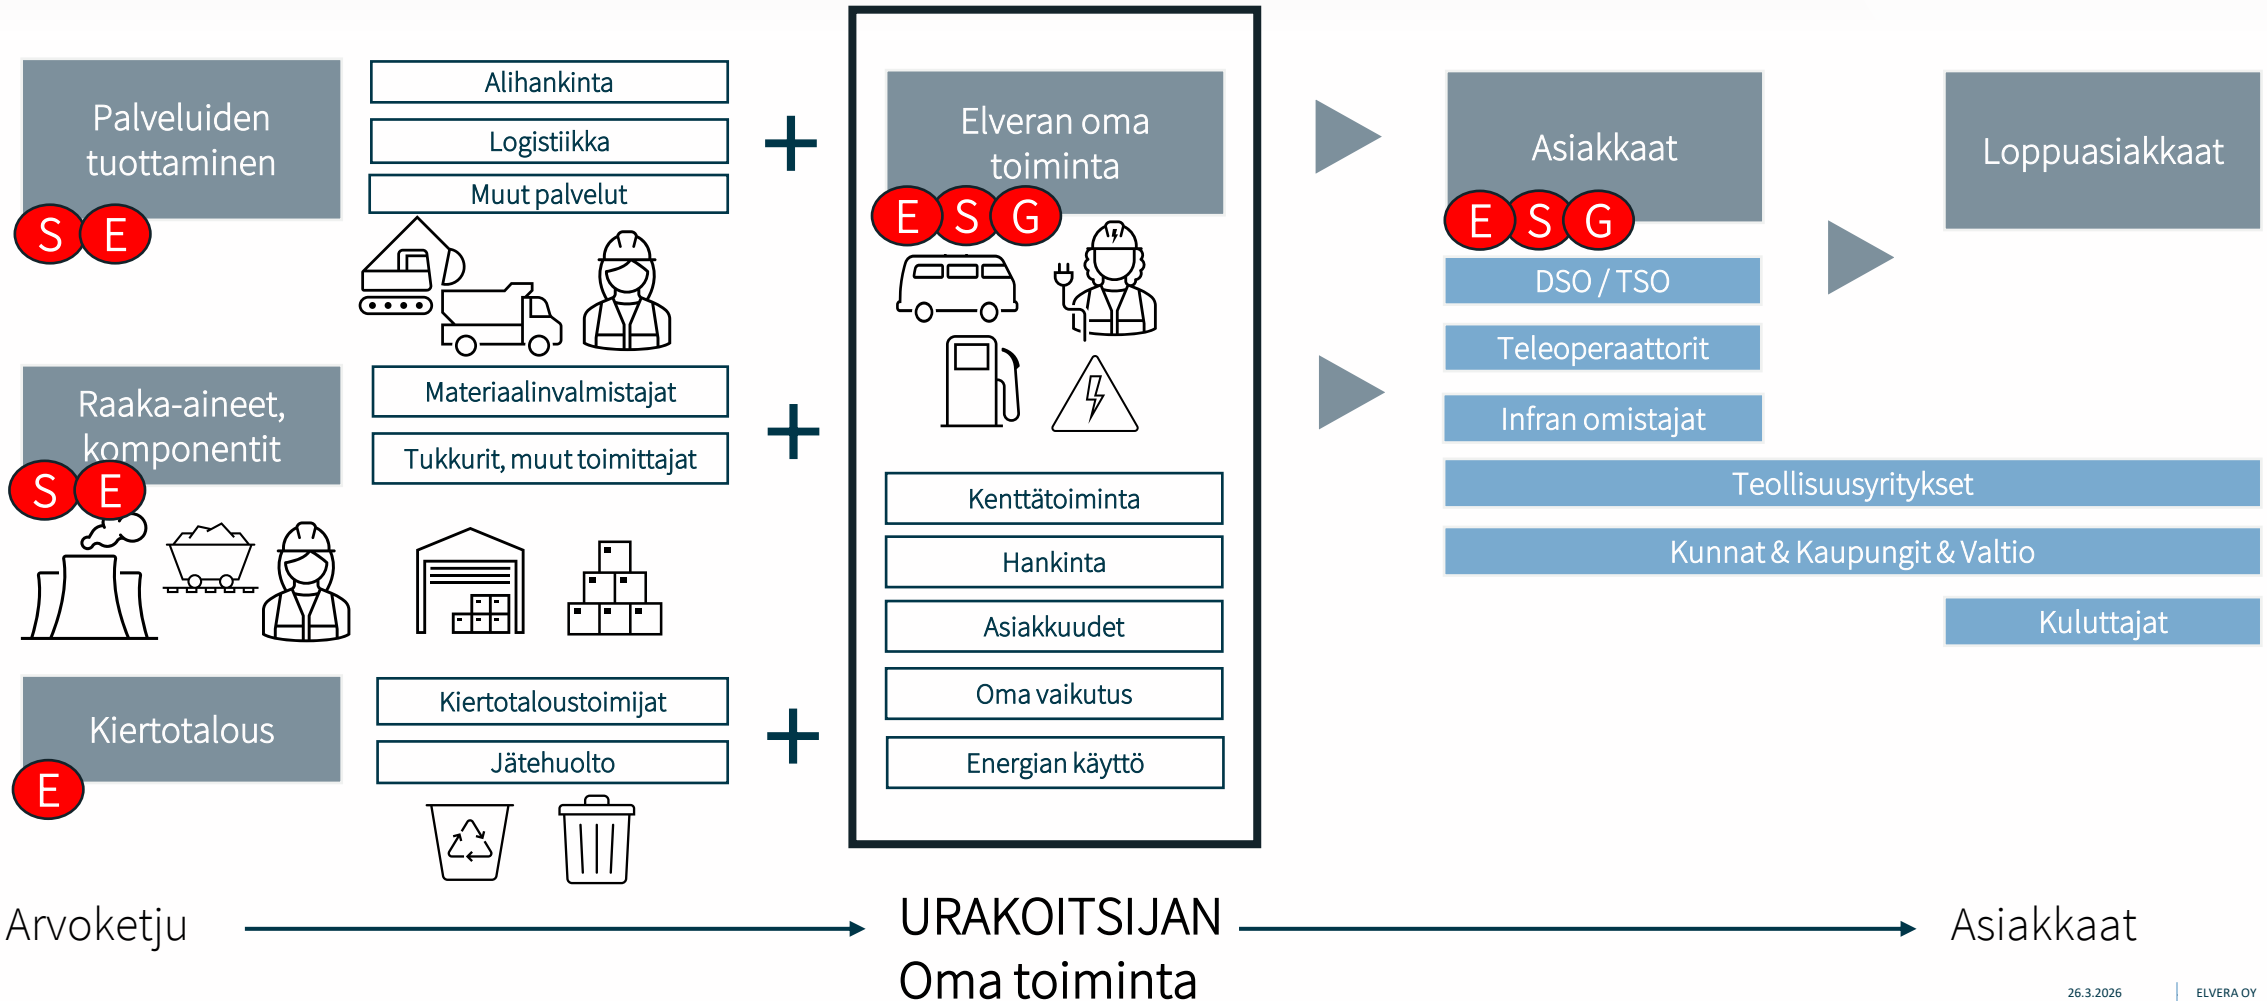 Palveluiden
tuottaminen
S E
Alihankinta
Logistiikka
Muut palvelut
Raaka-aineet,
komponentit
S E
Materiaalinvalmistajat
Tukkurit, muut toimittajat
Kiertotalous
E
Kiertotaloustoimijat
Jätehuolto
Elveran oma
toiminta
E S G
Kenttätoiminta
Hankinta
Asiakkuudet
Oma vaikutus
Energian käyttö
Asiakkaat
E S G
DSO / TSO
Teleoperaattorit
Infran omistajat
Teollisuusyritykset
Kunnat & Kaupungit & Valtio
Loppuasiakkaat
Kuluttajat
Arvoketju
URAKOITSIJAN
Oma toiminta
Asiakkaat
26.3.2026 ELVERA OY